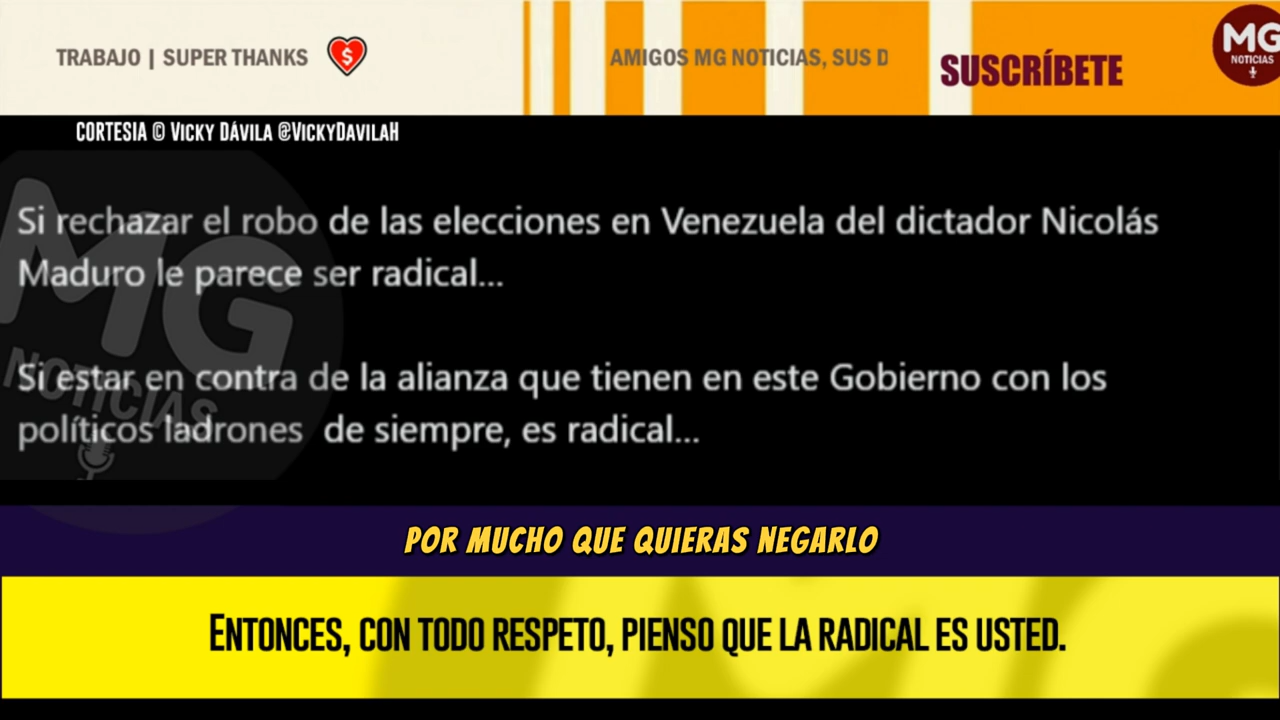 TRABAJO | SUPER THANKS
$
AMIGOS MG NOTICIAS, SUS D
SUSCRÍBETE
MG
NOTICIAS
CORTESIA © VICKY DÁVILA @VICKYDAVILAH
Si rechazar el robo de las elecciones en Venezuela del dictador Nicolás
Maduro le parece ser radical...
Si estar en contra de la alianza que tienen en este Gobierno con los
políticos ladrones de siempre, es radical...
MG
NOTICIAS
POR MUCHO QUE QUIERAS NEGARLO
ENTONCES, CON TODO RESPETO, PIENSO QUE LA RADICAL ES USTED.